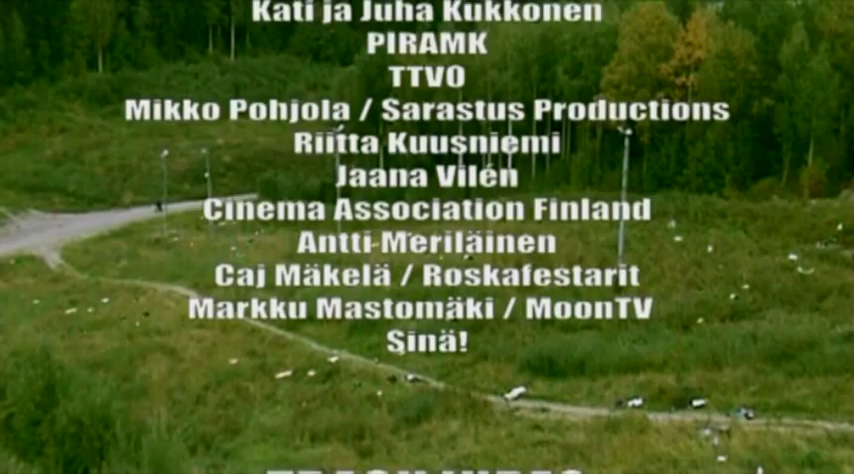 Kati ja Juha Kukkonen
PIRAMK
TTVO
Mikko Pohjola / Sarastus Productions
Riitta Kuusniemi
Jaana Vilén
Cinema Association Finland
Antti Meriläinen
Caj Mäkelä / Roskafestarit
Markku Mastomäki / MoonTV
Sinä!